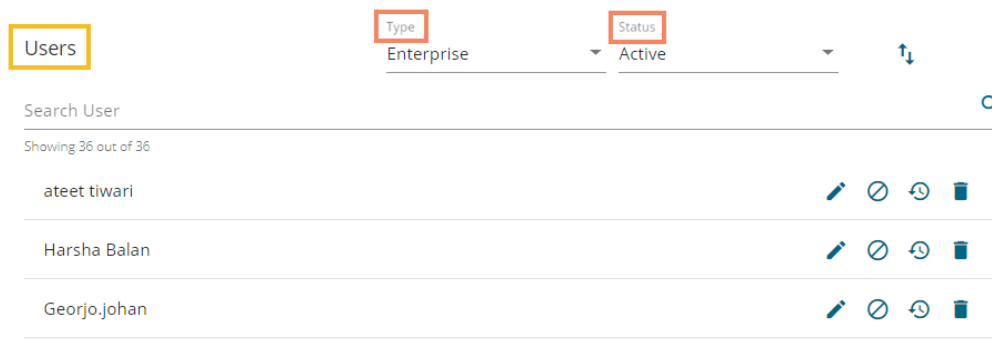 Type
Status
Users
Enterprise
Active
Search User
Showing 36 out of 36
ateet tiwari
Harsha Balan
Georjo.johan